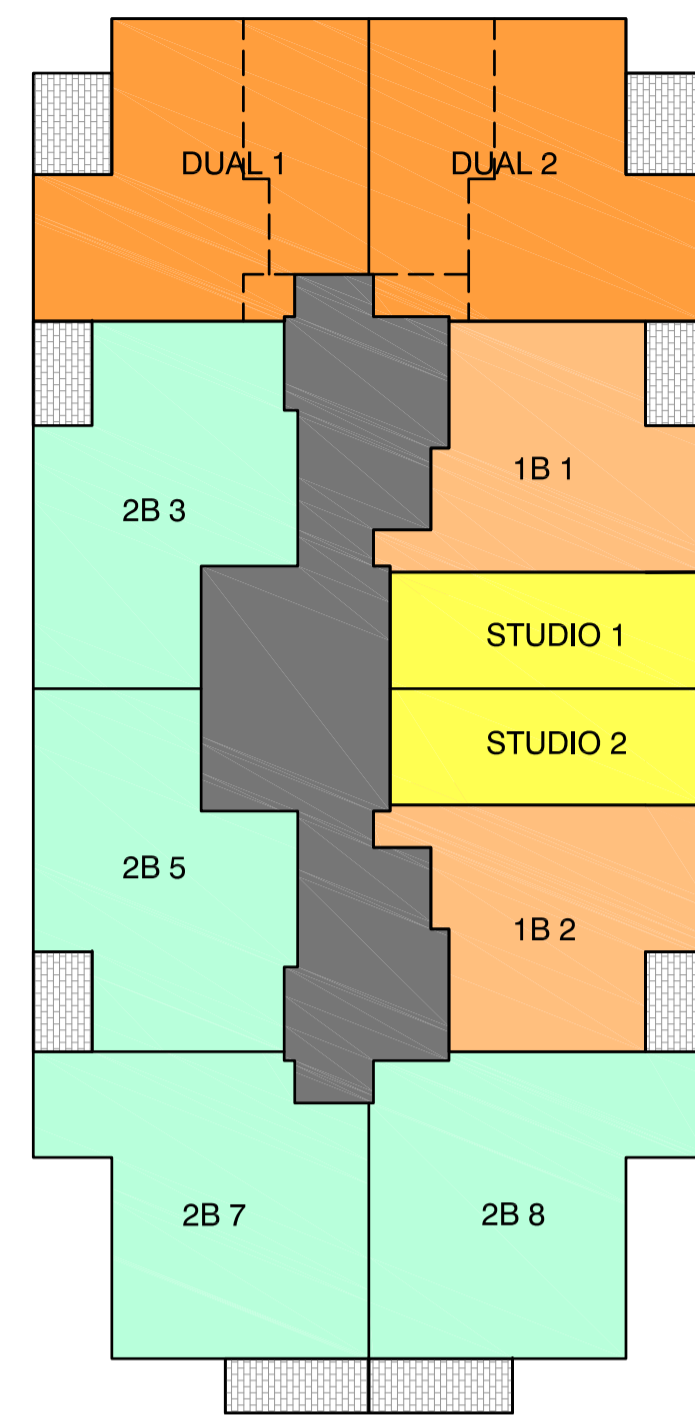 DUAL 1
DUAL 2
2B 3
1B 1
STUDIO 1
STUDIO 2
2B 5
1B 2
2B 7
2B 8